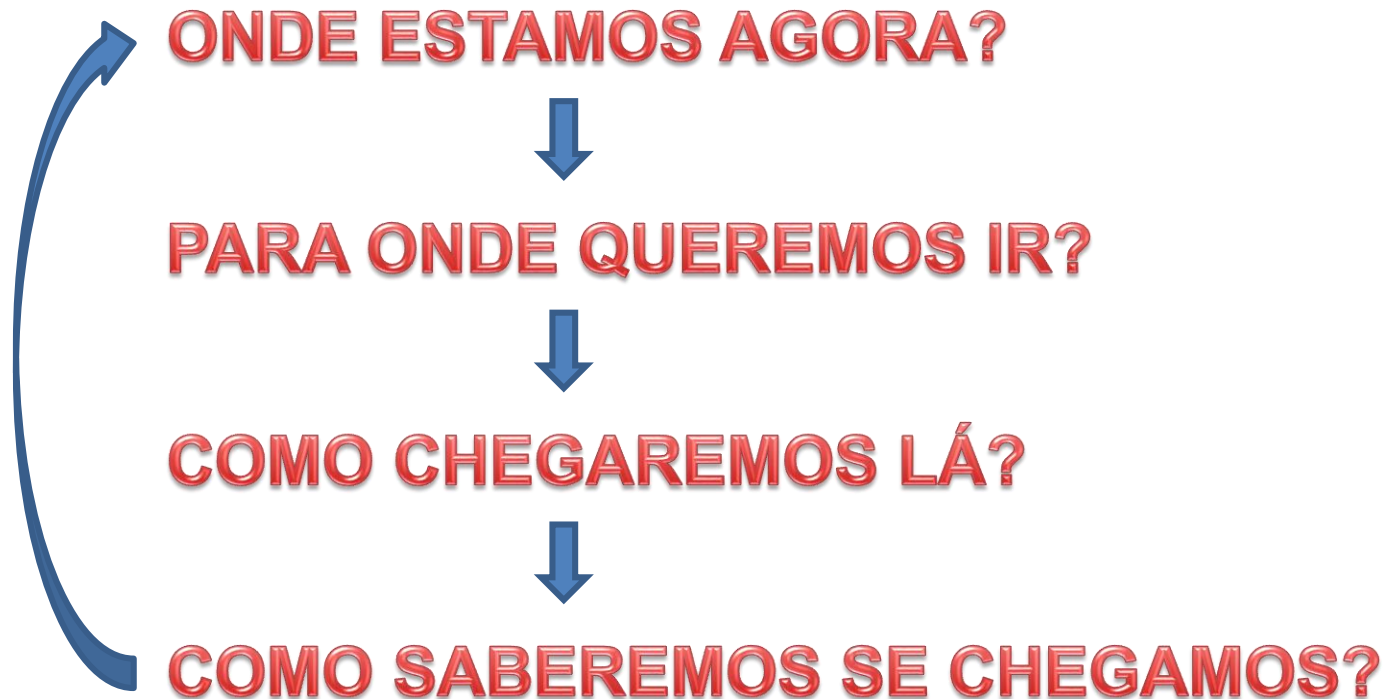 ONDE ESTAMOS AGORA?
PARA ONDE QUEREMOS IR?
COMO CHEGAREMOS LÁ?
COMO SABEREMOS SE CHEGAMOS?